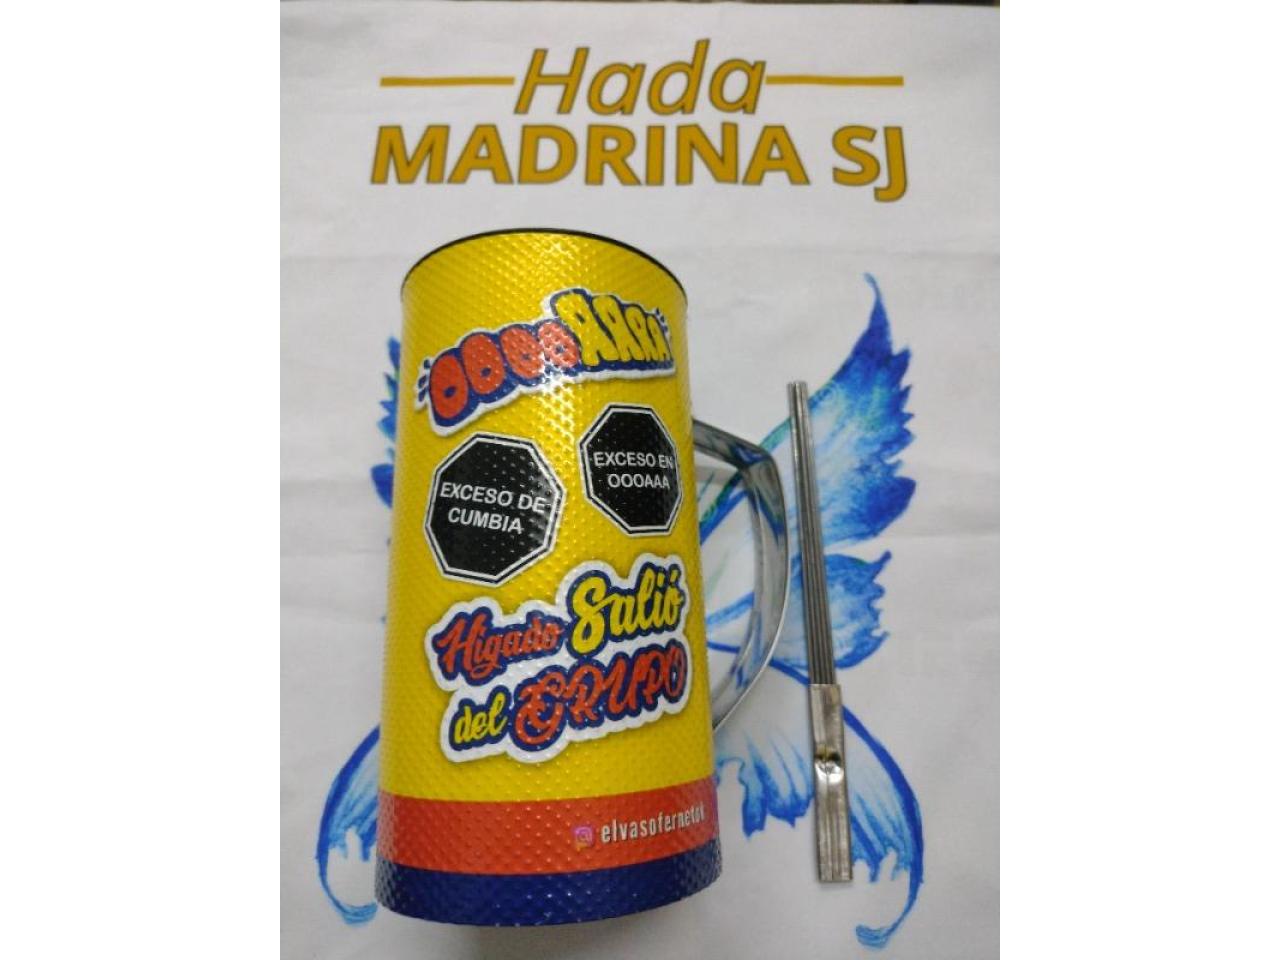 Hada
MADRINA SJ
OOOOAAAA
EXCESO DE
CUMBIA
EXCESO EN
OOOAAA
Higado Salió
del GRUPO
elvasofernetok